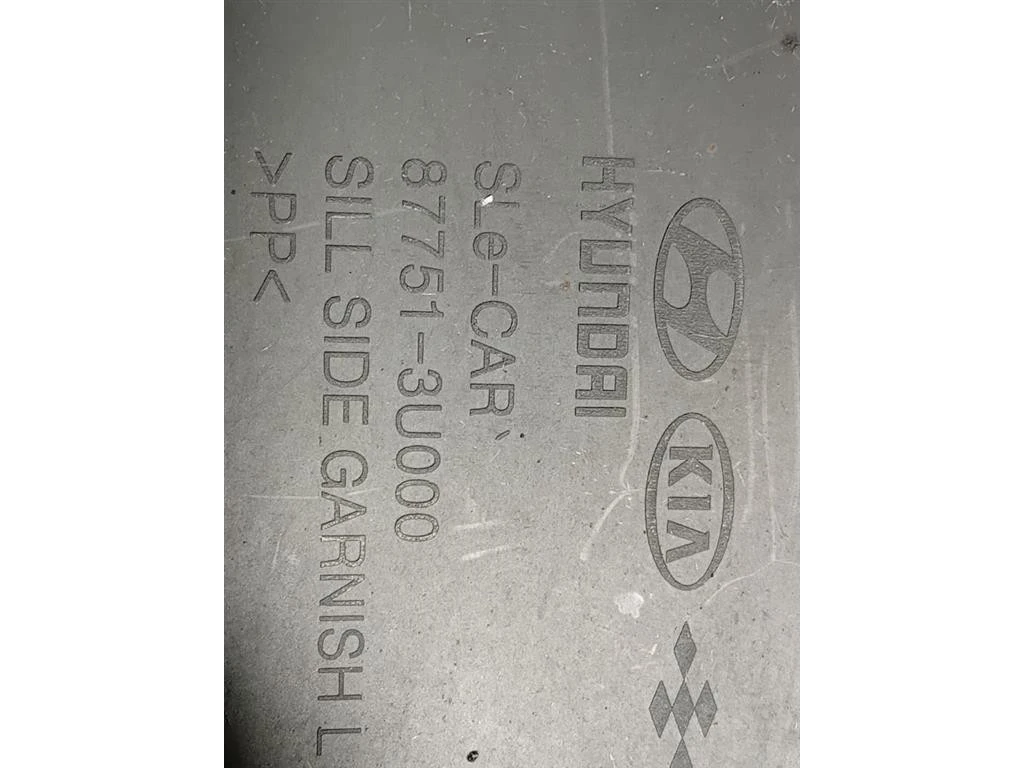 KIA
HYUNDAI
SLe-CAR`
87751-3U000
SILL SIDE GARNISH L
>PP<